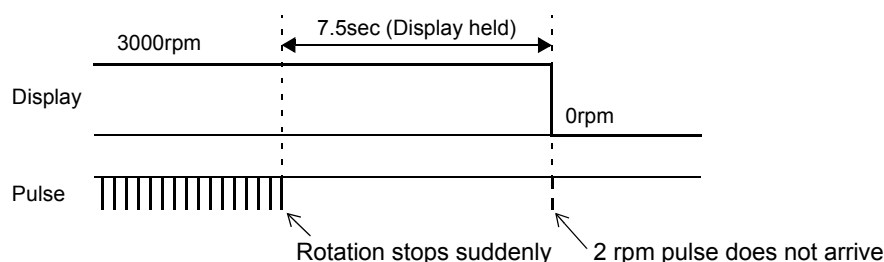 7.5sec (Display held)
3000rpm
Display
0rpm
Pulse
Rotation stops suddenly
2 rpm pulse does not arrive